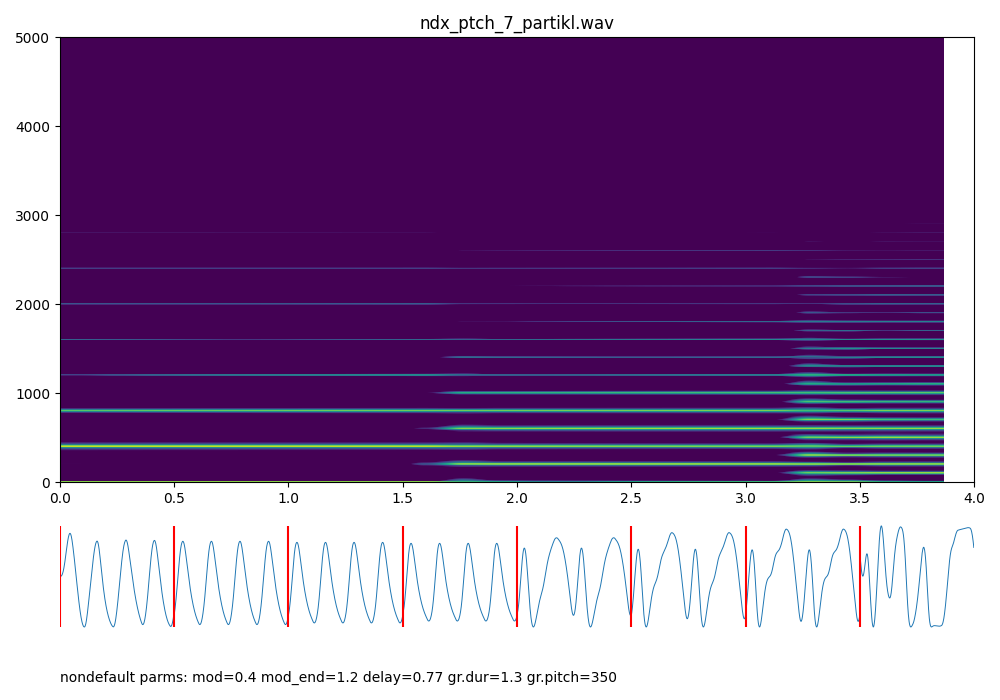 ndx_ptch_7_partikl.wav
5000
4000
3000
2000
1000
0
0.0 0.5 1.0 1.5 2.0 2.5 3.0 3.5 4.0
nondefault parms: mod=0.4 mod_end=1.2 delay=0.77 gr.dur=1.3 gr.pitch=350